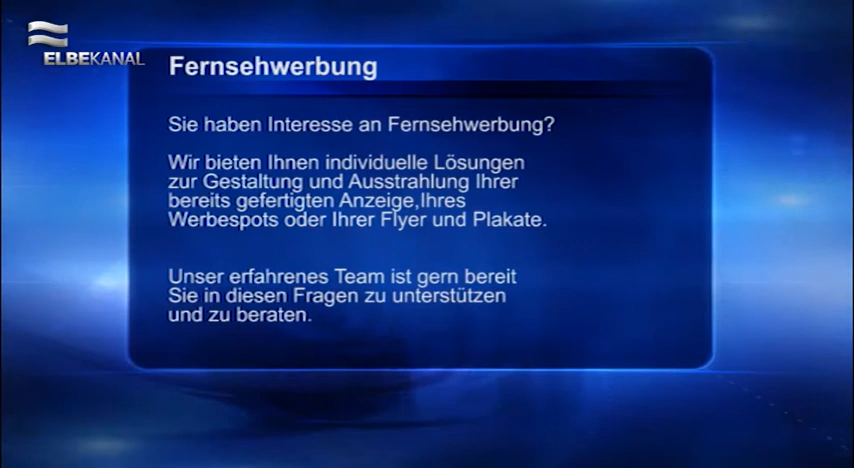 ELBEKANAL
Fernsehwerbung
Sie haben Interesse an Fernsehwerbung?
Wir bieten Ihnen individuelle Lösungen
zur Gestaltung und Ausstrahlung Ihrer
bereits gefertigten Anzeige,Ihres
Werbespots oder Ihrer Flyer und Plakate.
Unser erfahrenes Team ist gern bereit
Sie in diesen Fragen zu unterstützen
und zu beraten.